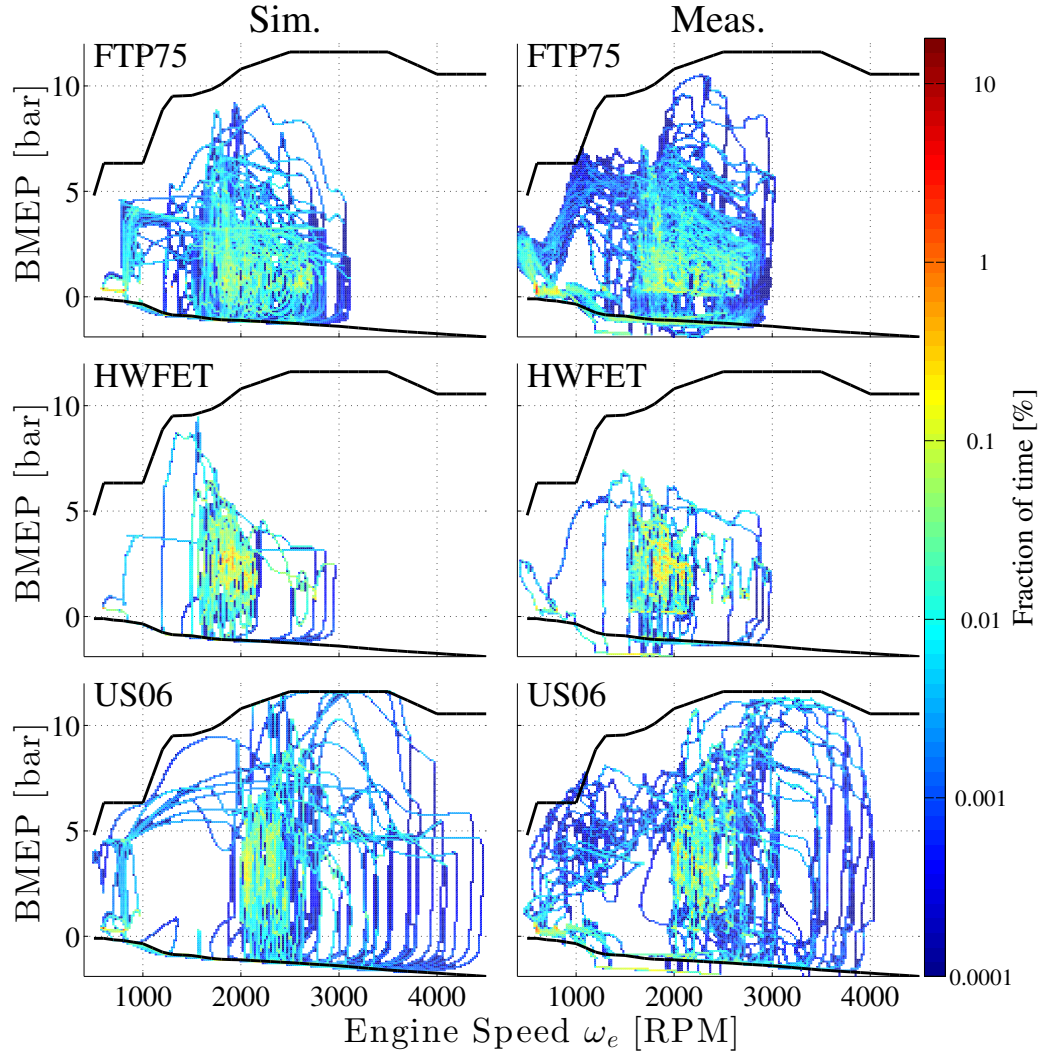 Sim. Meas.
FTP75 FTP75
BMEP [bar]
10
5
0
10
1
0.1
0.01
0.001
0.0001
Fraction of time [%]
HWFET HWFET
BMEP [bar]
10
5
0
US06 US06
BMEP [bar]
10
5
0
1000 2000 3000 4000 1000 2000 3000 4000
Engine Speed ωe [RPM]